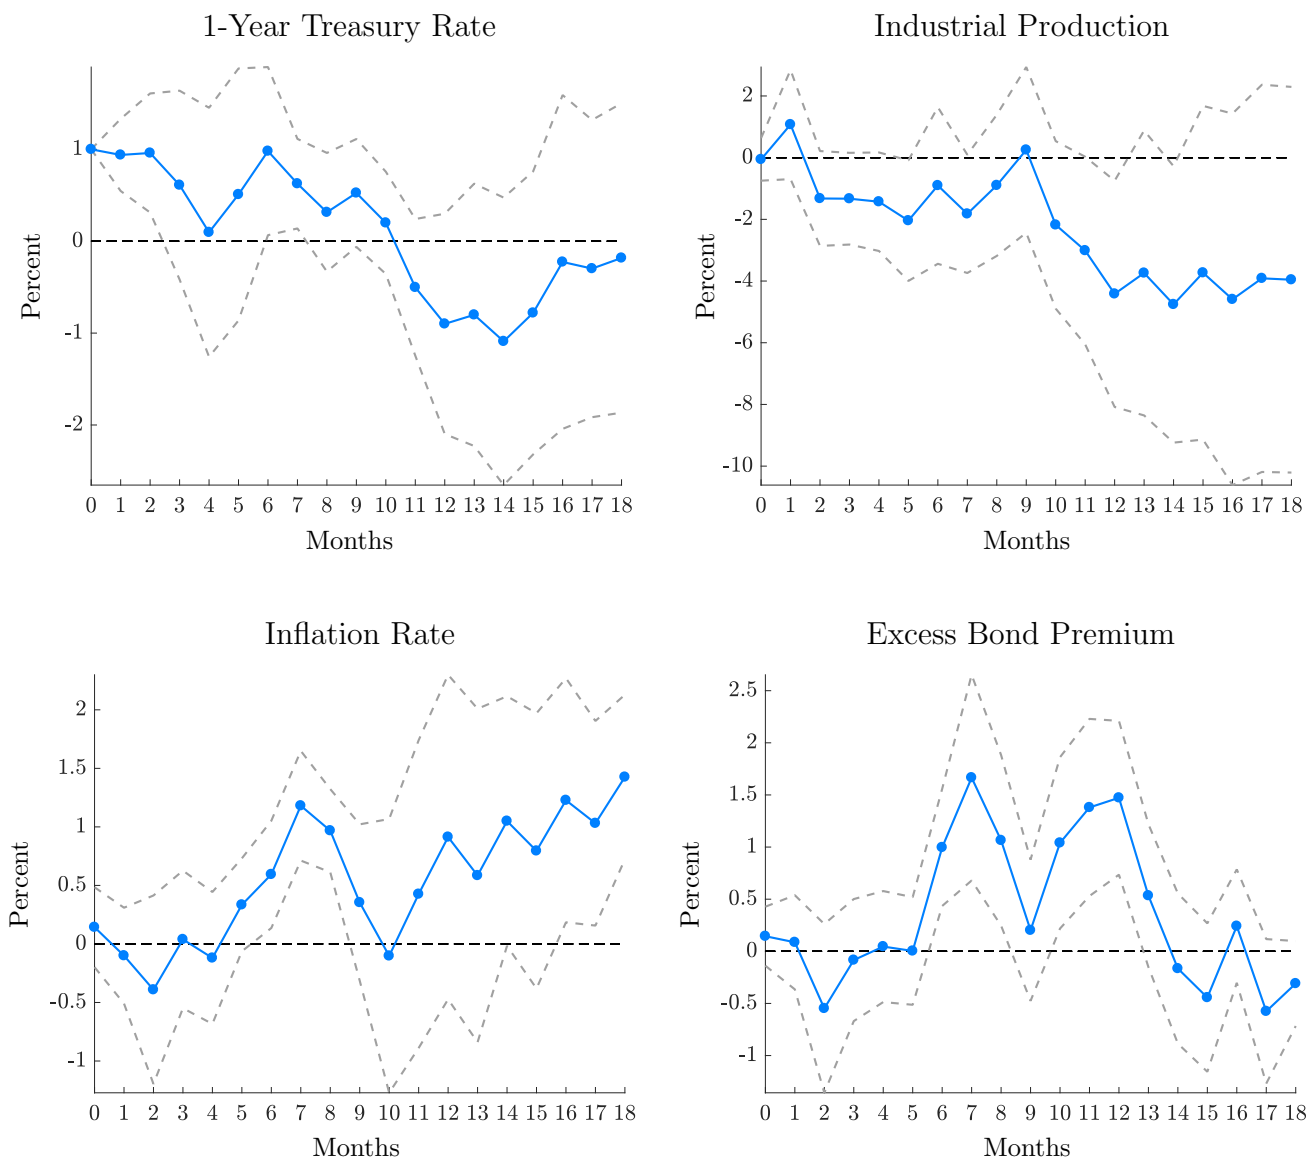 1-Year Treasury Rate
Percent
1
0
-1
-2
0 1 2 3 4 5 6 7 8 9 10 11 12 13 14 15 16 17 18
Months
Industrial Production
Percent
2
0
-2
-4
-6
-8
-10
0 1 2 3 4 5 6 7 8 9 10 11 12 13 14 15 16 17 18
Months
Inflation Rate
Percent
2
1.5
1
0.5
0
-0.5
-1
0 1 2 3 4 5 6 7 8 9 10 11 12 13 14 15 16 17 18
Months
Excess Bond Premium
Percent
2.5
2
1.5
1
0.5
0
-0.5
-1
0 1 2 3 4 5 6 7 8 9 10 11 12 13 14 15 16 17 18
Months